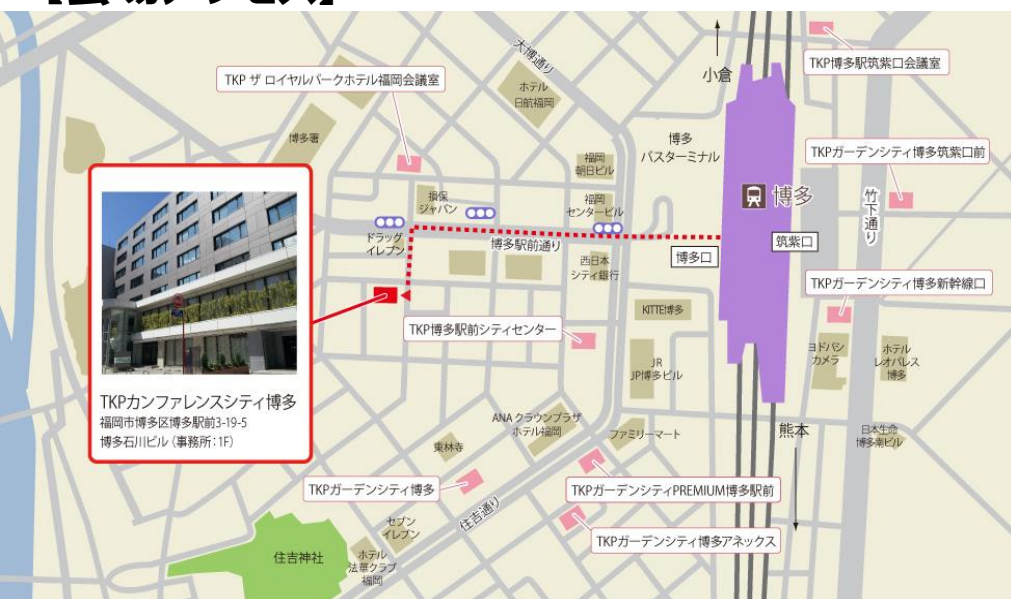 【会場アクセス】
大博通り
小倉
TKP博多駅筑紫口会議室
TKP ザ ロイヤルパークホテル福岡会議室
ホテル
日航福岡
博多署
博多
バスターミナル
福岡
朝日ビル
TKPガーデンシティ博多筑紫口前
損保
ジャパン
福岡
センタービル
博多
竹下通り
ドラッグ
イレブン
博多駅前通り
博多口
筑紫口
西日本
シティ銀行
TKPガーデンシティ博多新幹線口
KITTE博多
TKP博多駅前シティセンター
JR
JP博多ビル
ヨドバシ
カメラ
ホテル
レオパレス
博多
TKPカンファレンスシティ博多
福岡市博多区博多駅前3-19-5
博多石川ビル（事務所：1F）
ANAクラウンプラザ
ホテル福岡
ファミリーマート
熊本
日本生命
博多南ビル
東林寺
TKPガーデンシティ博多
TKPガーデンシティPREMIUM博多駅前
住吉通り
TKPガーデンシティ博多アネックス
セブン
イレブン
住吉神社
ホテル
法華クラブ
福岡